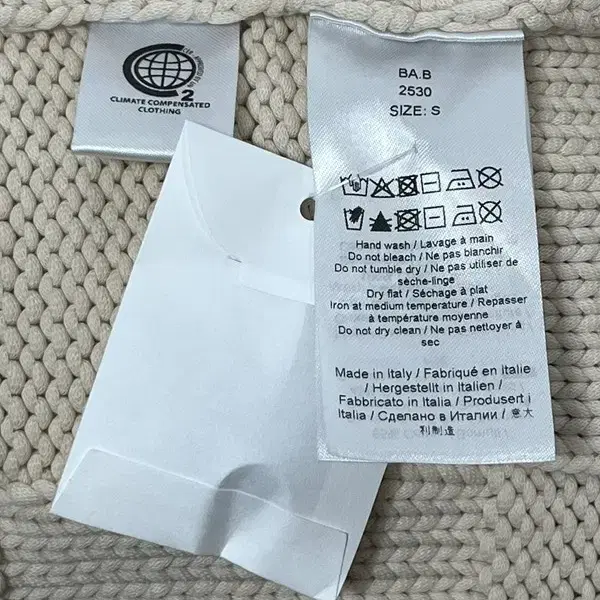 2
CLIMATE COMPENSATED
CLOTHING
BA.B
2530
SIZE: S
Hand wash / Lavage à main
Do not bleach / Ne pas blanchir
Do not tumble dry / Ne pas utiliser de
sèche-linge
Dry flat / Séchage à plat
Iron at medium temperature / Repasser
à température moyenne
Do not dry clean / Ne pas nettoyer à
sec
Made in Italy / Fabriqué en Italie
/ Hergestellt in Italien /
Fabbricato in Italia / Produsert i
Italia / Сделано в Италии / 意大
利制造